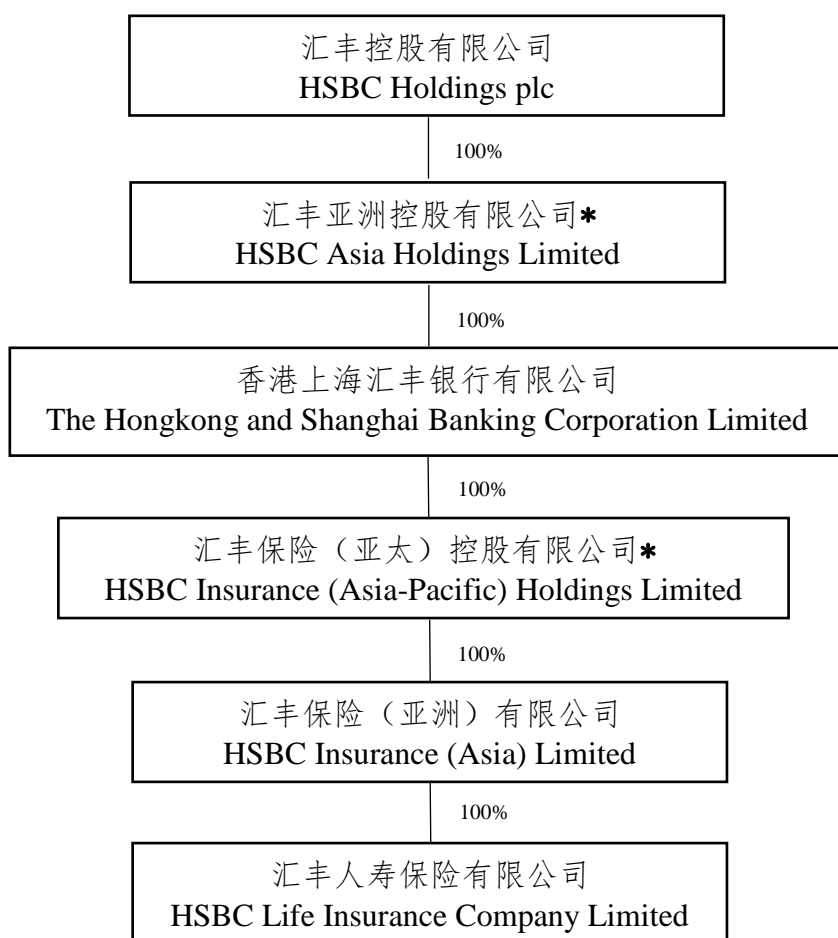 汇丰控股有限公司
HSBC Holdings plc
100%
汇丰亚洲控股有限公司*
HSBC Asia Holdings Limited
100%
香港上海汇丰银行有限公司
The Hongkong and Shanghai Banking Corporation Limited
100%
汇丰保险（亚太）控股有限公司*
HSBC Insurance (Asia-Pacific) Holdings Limited
100%
汇丰保险（亚洲）有限公司
HSBC Insurance (Asia) Limited
100%
汇丰人寿保险有限公司
HSBC Life Insurance Company Limited